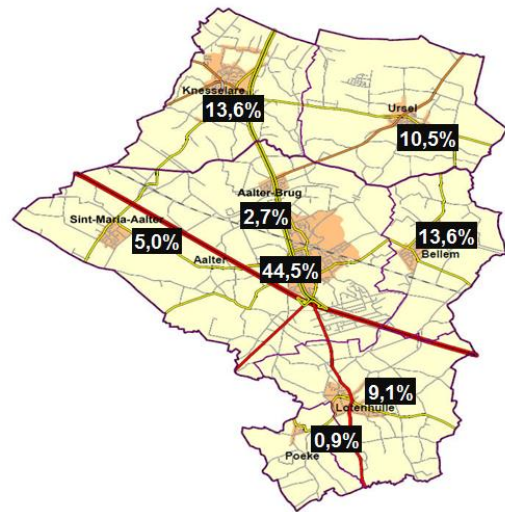 Knesselare
13,6%
Ursel
10,5%
Aalter-Brug
2,7%
Sint-Maria-Aalter
5,0%
13,6%
Bellem
Aalter
44,5%
9,1%
Lotenhulle
0,9%
Poeke